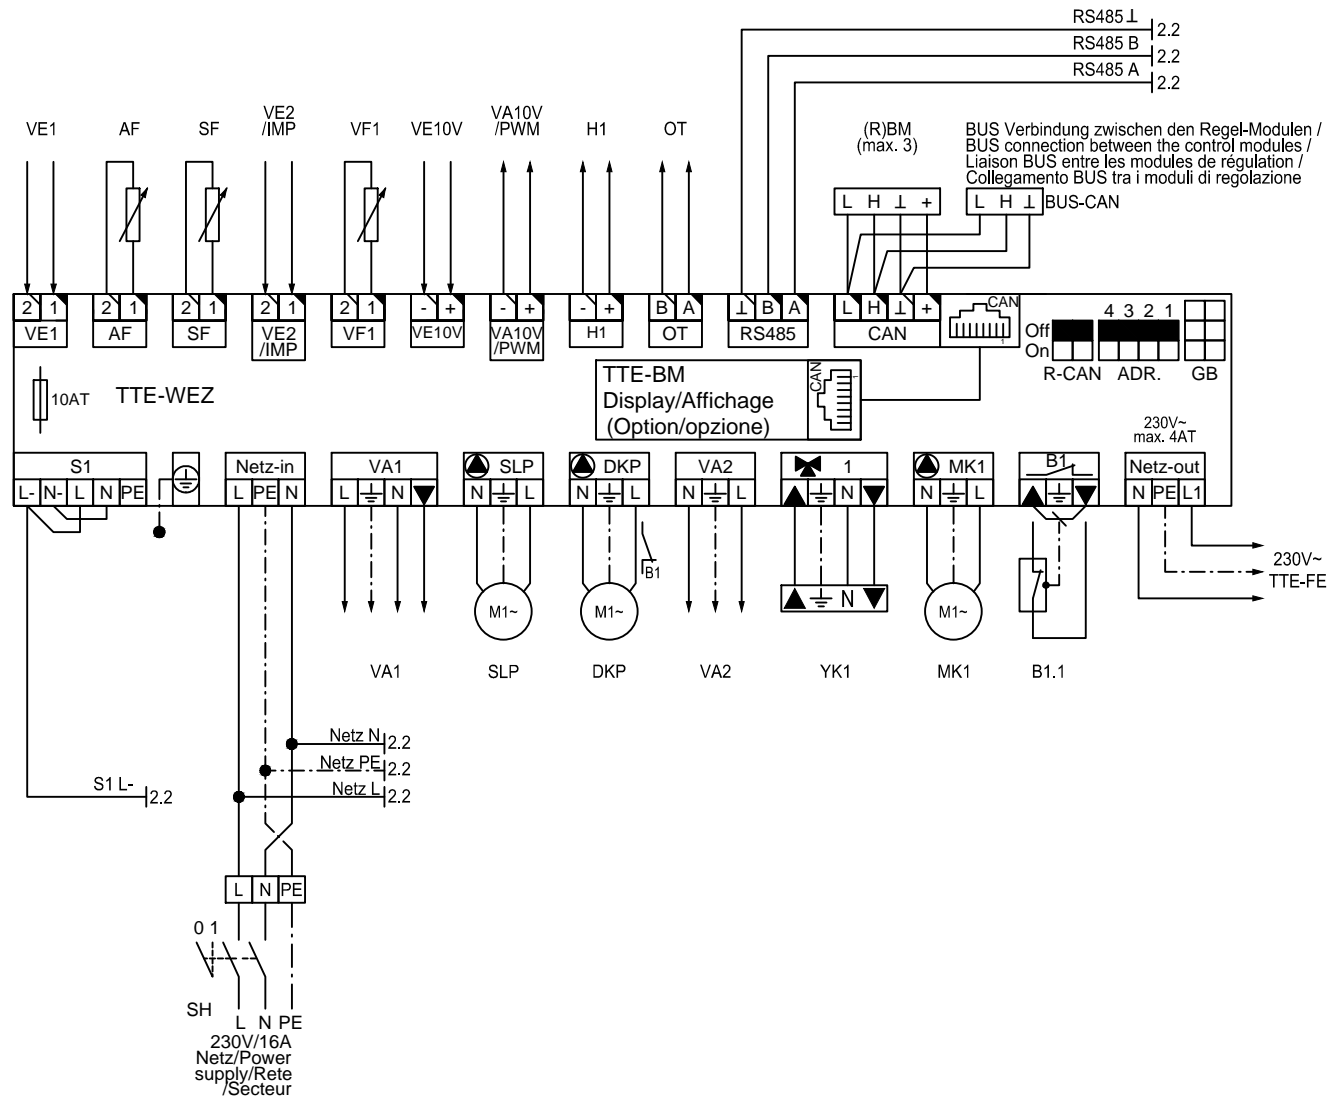 RS485 ⊥ 2.2
RS485 B 2.2
RS485 A 2.2
VE1 AF SF VE2 /IMP VF1 VE10V VA10V /PWM H1 OT
(R)BM
(max. 3)
BUS Verbindung zwischen den Regel-Modulen /
BUS connection between the control modules /
Liaison BUS entre les modules de régulation /
Collegamento BUS tra i moduli di regolazione
L H ⊥ +
L H ⊥ BUS-CAN
2 1 2 1 2 1 2 1 2 1 - + - + - + B A ⊥ B A L H ⊥ + CAN 1
VE1 AF SF VE2 /IMP VF1 VE10V VA10V /PWM H1 OT RS485 CAN
4 3 2 1
Off
On
R-CAN ADR. GB
10AT TTE-WEZ
TTE-BM
Display/Affichage
(Option/opzione)
CAN 1
230V~
max. 4AT
S1 Netz-in VA1 SLP DKP VA2 1 MK1 B1 Netz-out
L- N- L N PE L PE N L N N L N L N L N N L N PE L1
B1
230V~
TTE-FE
M1~ M1~ N M1~
VA1 SLP DKP VA2 YK1 MK1 B1.1
Netz N 2.2
Netz PE 2.2
Netz L 2.2
S1 L- 2.2
L N PE
0 1
SH
L N PE
230V/16A
Netz/Power
supply/Rete
/Secteur